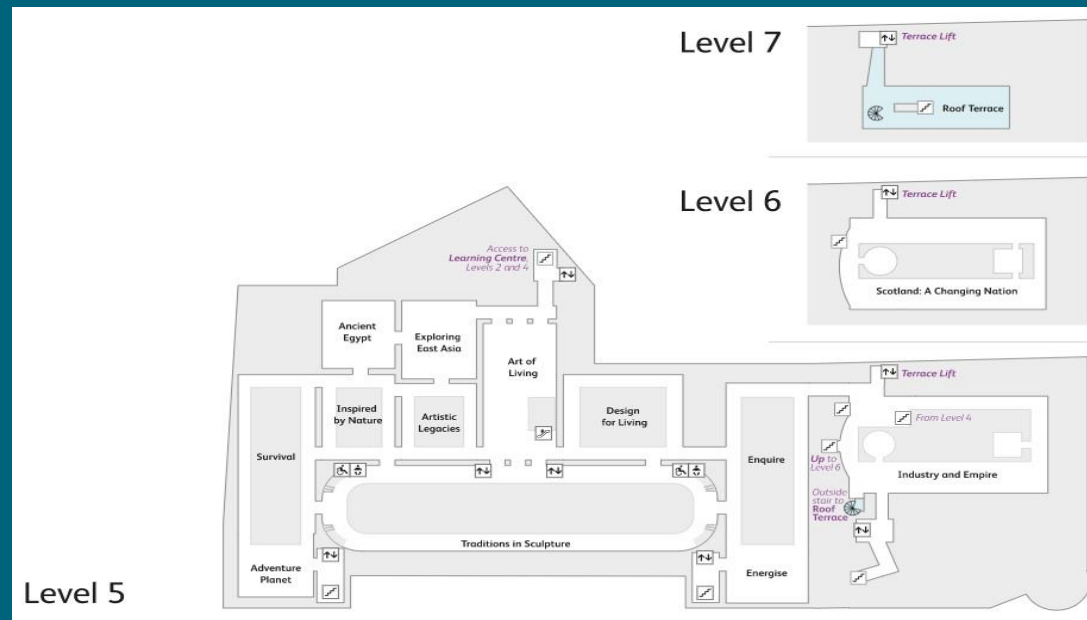 Level 7
Terrace Lift
Roof Terrace
Level 6
Terrace Lift
Scotland: A Changing Nation
Access to
Learning Centre,
Levels 2 and 4
Ancient
Egypt
Exploring
East Asia
Art of
Living
Terrace Lift
Inspired
by Nature
Artistic
Legacies
Design
for Living
From Level 4
Survival
Enquire
Up to
Level 6
Industry and Empire
Outside
stair to
Roof
Terrace
Traditions in Sculpture
Adventure
Planet
Energise
Level 5